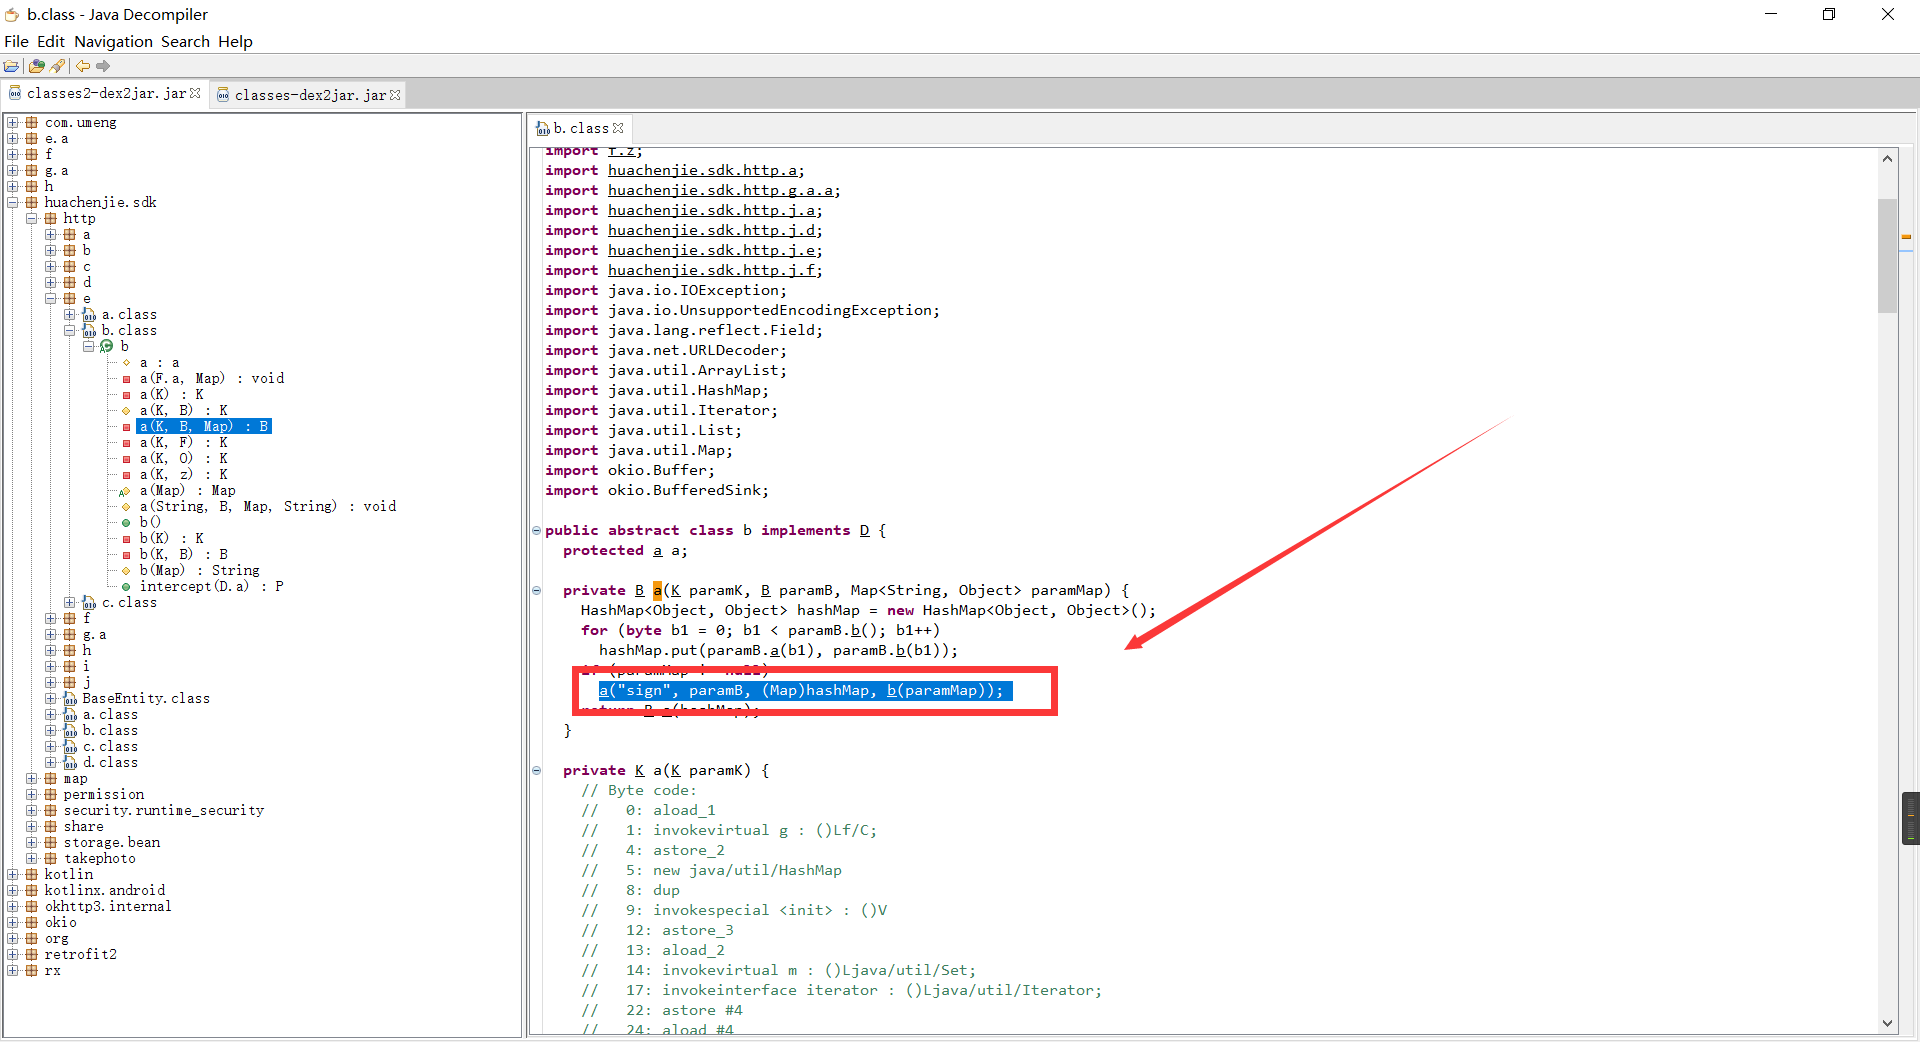 b.class - Java Decompiler
File Edit Navigation Search Help
classes2-dex2jar.jar
classes-dex2jar.jar
com.umeng
e.a
f
g.a
h
huachenjie.sdk
http
a
b
c
d
e
a.class
b.class
b
a : a
a(F.a, Map) : void
a(K) : K
a(K, B) : K
a(K, B, Map) : B
a(K, F) : K
a(K, O) : K
a(K, z) : K
a(Map) : Map
a(String, B, Map, String) : void
b()
b(K) : K
b(K, B) : B
b(Map) : String
intercept(D.a) : P
c.class
f
g.a
h
i
j
BaseEntity.class
a.class
b.class
c.class
d.class
map
permission
security.runtime_security
share
storage.bean
takephoto
kotlin
kotlinx.android
okhttp3.internal
okio
org
retrofit2
rx
b.class
import f.z;
import huachenjie.sdk.http.a;
import huachenjie.sdk.http.g.a.a;
import huachenjie.sdk.http.j.a;
import huachenjie.sdk.http.j.d;
import huachenjie.sdk.http.j.e;
import huachenjie.sdk.http.j.f;
import java.io.IOException;
import java.io.UnsupportedEncodingException;
import java.lang.reflect.Field;
import java.net.URLDecoder;
import java.util.ArrayList;
import java.util.HashMap;
import java.util.Iterator;
import java.util.List;
import java.util.Map;
import okio.Buffer;
import okio.BufferedSink;
public abstract class b implements D {
protected a a;
private B a(K paramK, B paramB, Map<String, Object> paramMap) {
HashMap<Object, Object> hashMap = new HashMap<Object, Object>();
for (byte b1 = 0; b1 < paramB.b(); b1++)
hashMap.put(paramB.a(b1), paramB.b(b1));
if (paramMap != null)
a("sign", paramB, (Map)hashMap, b(paramMap));
return B.a(hashMap);
}
private K a(K paramK) {
// Byte code:
//   0: aload_1
//   1: invokevirtual g : ()Lf/C;
//   4: astore_2
//   5: new java/util/HashMap
//   8: dup
//   9: invokespecial <init> : ()V
//   12: astore_3
//   13: aload_2
//   14: invokevirtual m : ()Ljava/util/Set;
//   17: invokeinterface iterator : ()Ljava/util/Iterator;
//   22: astore #4
//   24: aload #4